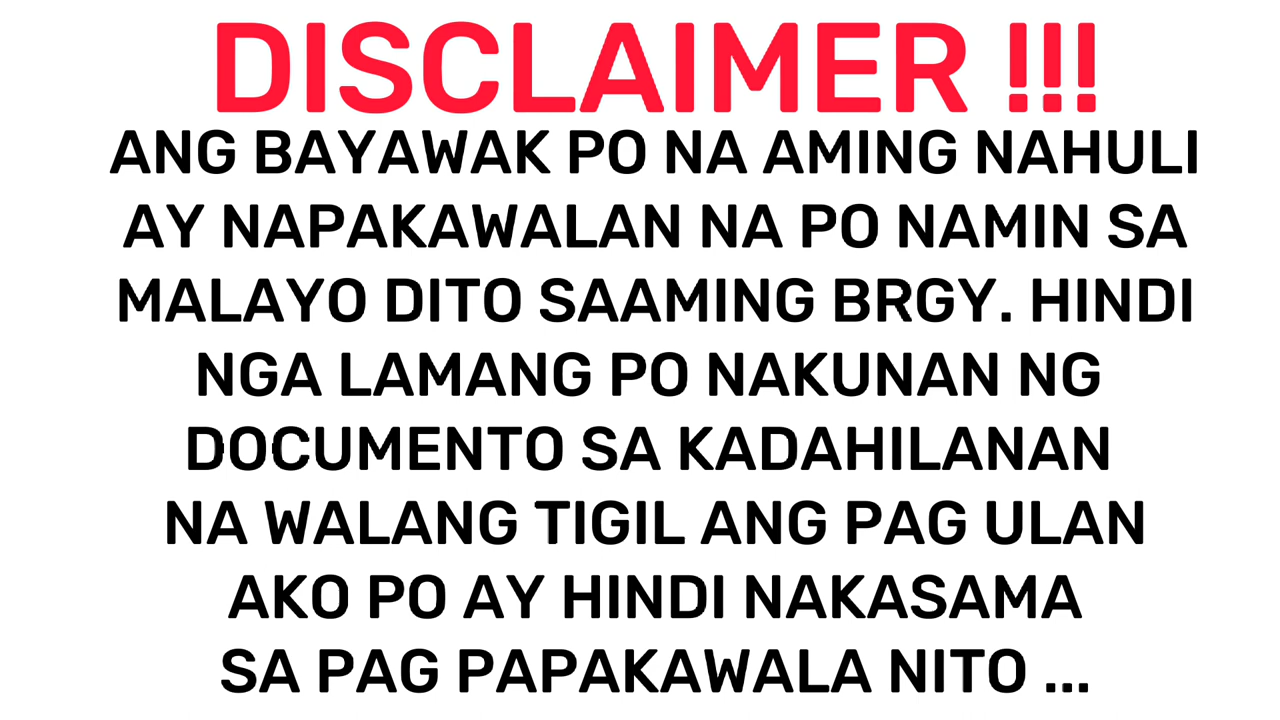 DISCLAIMER !!!
ANG BAYAWAK PO NA AMING NAHULI
AY NAPAKAWALAN NA PO NAMIN SA
MALAYO DITO SAAMING BRGY. HINDI
NGA LAMANG PO NAKUNAN NG
DOCUMENTO SA KADAHILANAN
NA WALANG TIGIL ANG PAG ULAN
AKO PO AY HINDI NAKASAMA
SA PAG PAPAKAWALA NITO ...